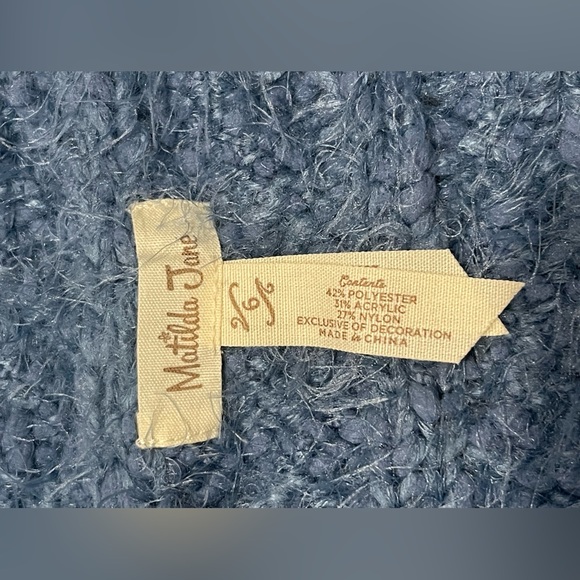 Matilda Jane
6
Contents
42% POLYESTER
31% ACRYLIC
27% NYLON
EXCLUSIVE OF DECORATION
MADE in CHINA